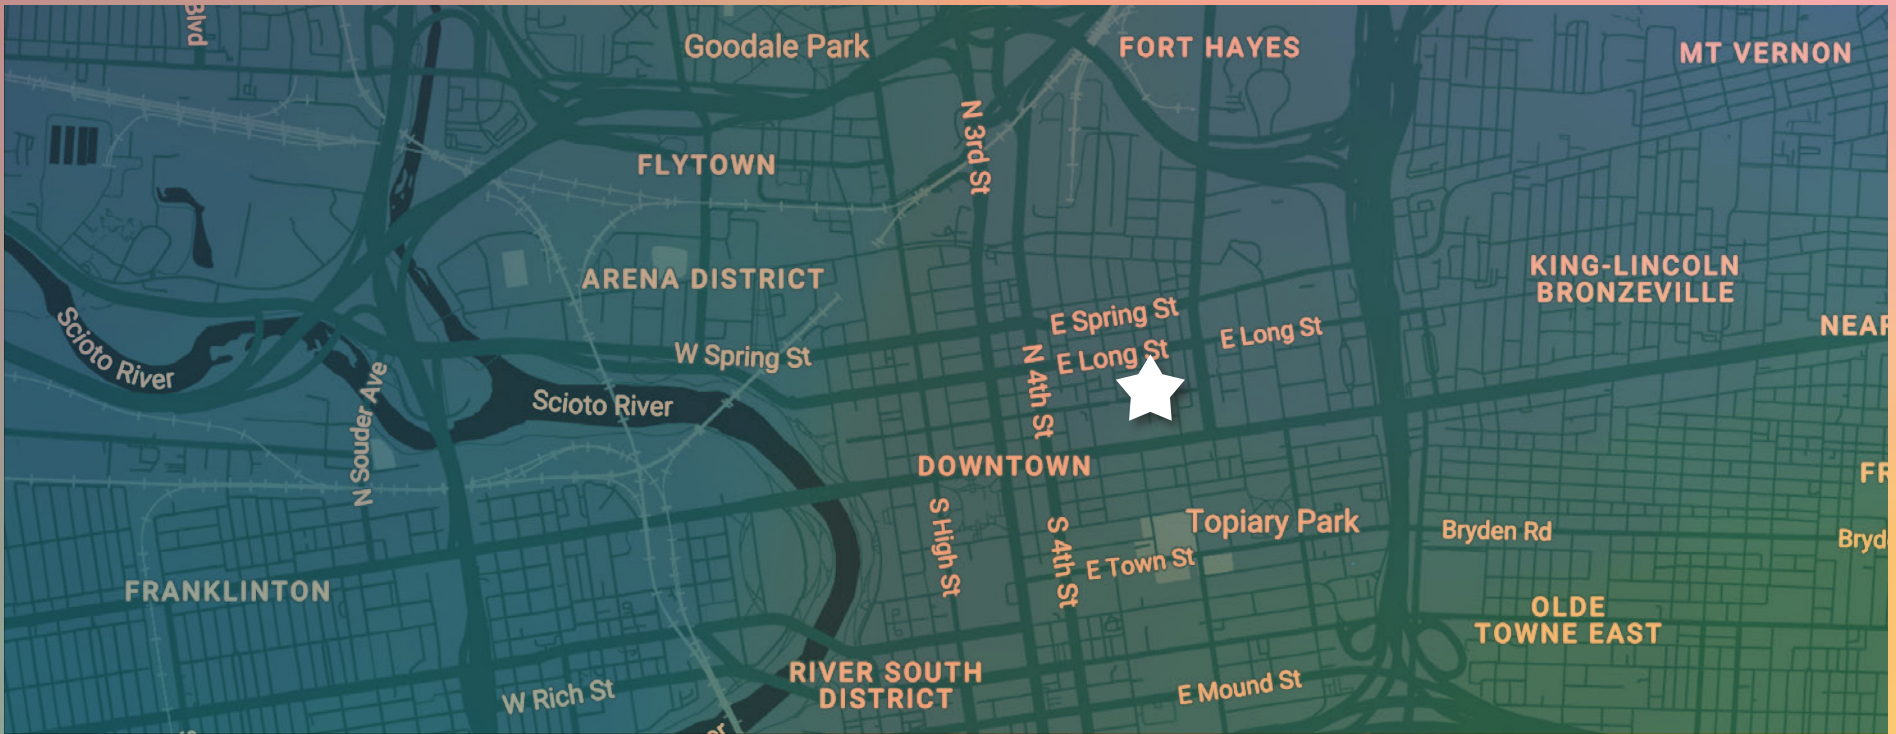 Blvd
Goodale Park
FORT HAYES
MT VERNON
N 3rd St
FLYTOWN
ARENA DISTRICT
KING-LINCOLN
BRONZEVILLE
E Spring St
E Long St
E Long St
NEAR
W Spring St
Scioto River
N Souder Ave
Scioto River
N 4th St
DOWNTOWN
FR
S High St
S 4th St
Topiary Park
Bryden Rd
Bryd
E Town St
FRANKLINTON
OLDE
TOWNE EAST
RIVER SOUTH
DISTRICT
W Rich St
E Mound St